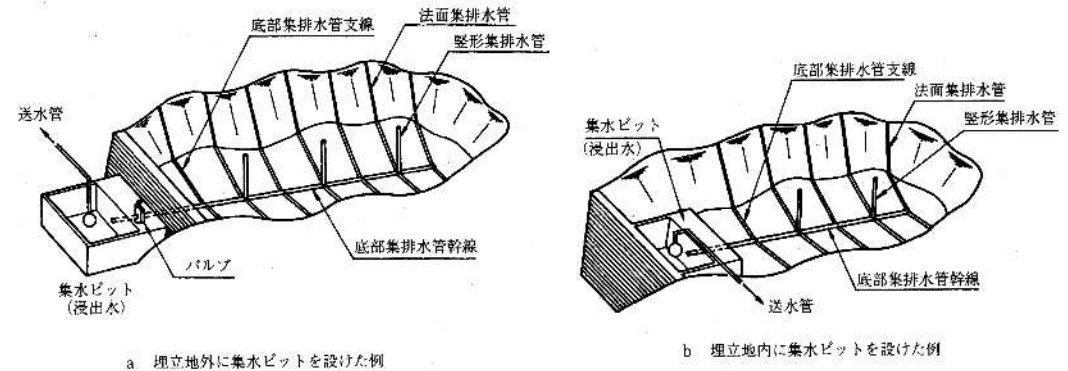 底部集排水管支線
法面集排水管
竪形集排水管
送水管
底部集排水管幹線
バルブ
集水ピット
(浸出水)
a 埋立地外に集水ピットを設けた例
底部集排水管支線
法面集排水管
竪形集排水管
集水ピット
(浸出水)
底部集排水管幹線
送水管
b 埋立地内に集水ピットを設けた例